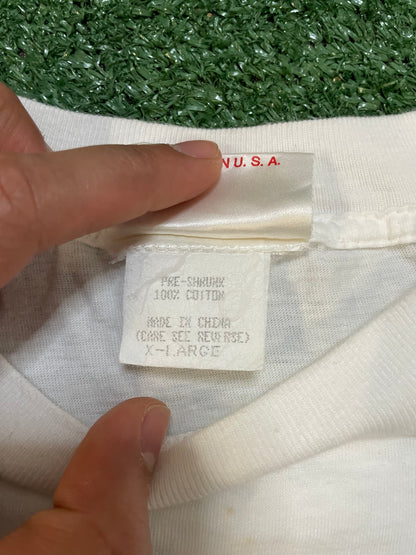 N U.S.A.
PRE-SHRUNK
100% COTTON
MADE IN CHINA
(CARE SEE REVERSE)
X-LARGE